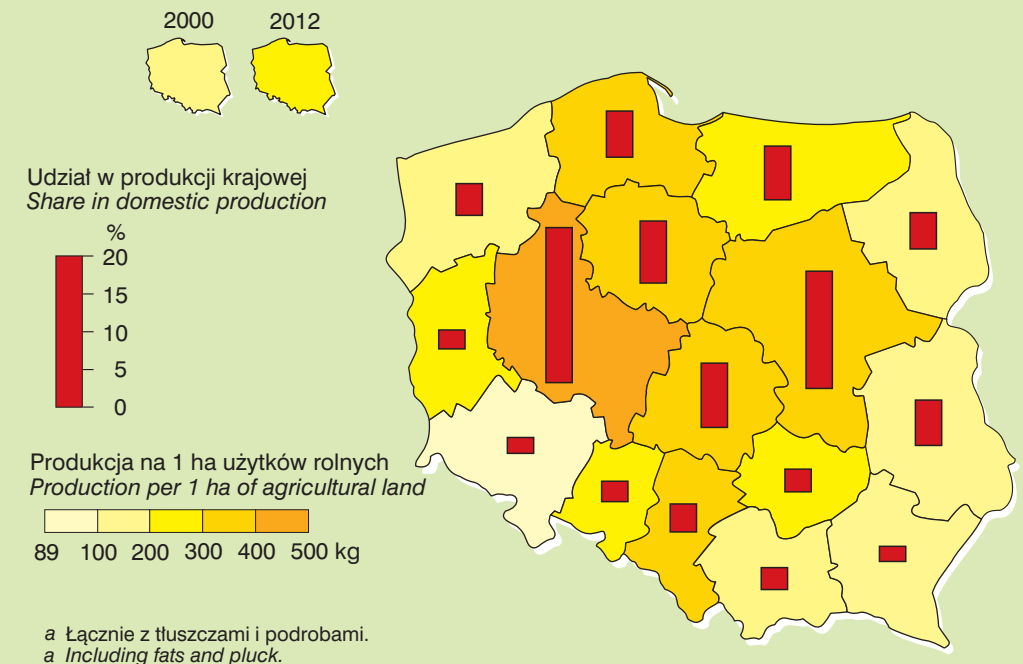 2000 2012
Udział w produkcji krajowej
Share in domestic production
%
20
15
10
5
0
Produkcja na 1 ha użytków rolnych
Production per 1 ha of agricultural land
89 100 200 300 400 500 kg
a Łącznie z tłuszczami i podrobami.
a Including fats and pluck.